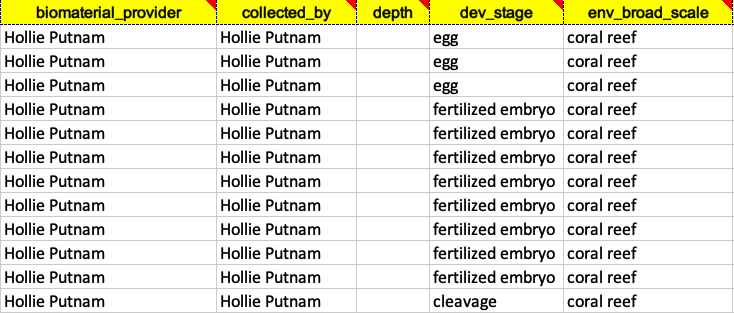 biomaterial_provider collected_by depth dev_stage env_broad_scale
Hollie Putnam Hollie Putnam egg coral reef
Hollie Putnam Hollie Putnam egg coral reef
Hollie Putnam Hollie Putnam egg coral reef
Hollie Putnam Hollie Putnam fertilized embryo coral reef
Hollie Putnam Hollie Putnam fertilized embryo coral reef
Hollie Putnam Hollie Putnam fertilized embryo coral reef
Hollie Putnam Hollie Putnam fertilized embryo coral reef
Hollie Putnam Hollie Putnam fertilized embryo coral reef
Hollie Putnam Hollie Putnam fertilized embryo coral reef
Hollie Putnam Hollie Putnam fertilized embryo coral reef
Hollie Putnam Hollie Putnam fertilized embryo coral reef
Hollie Putnam Hollie Putnam cleavage coral reef